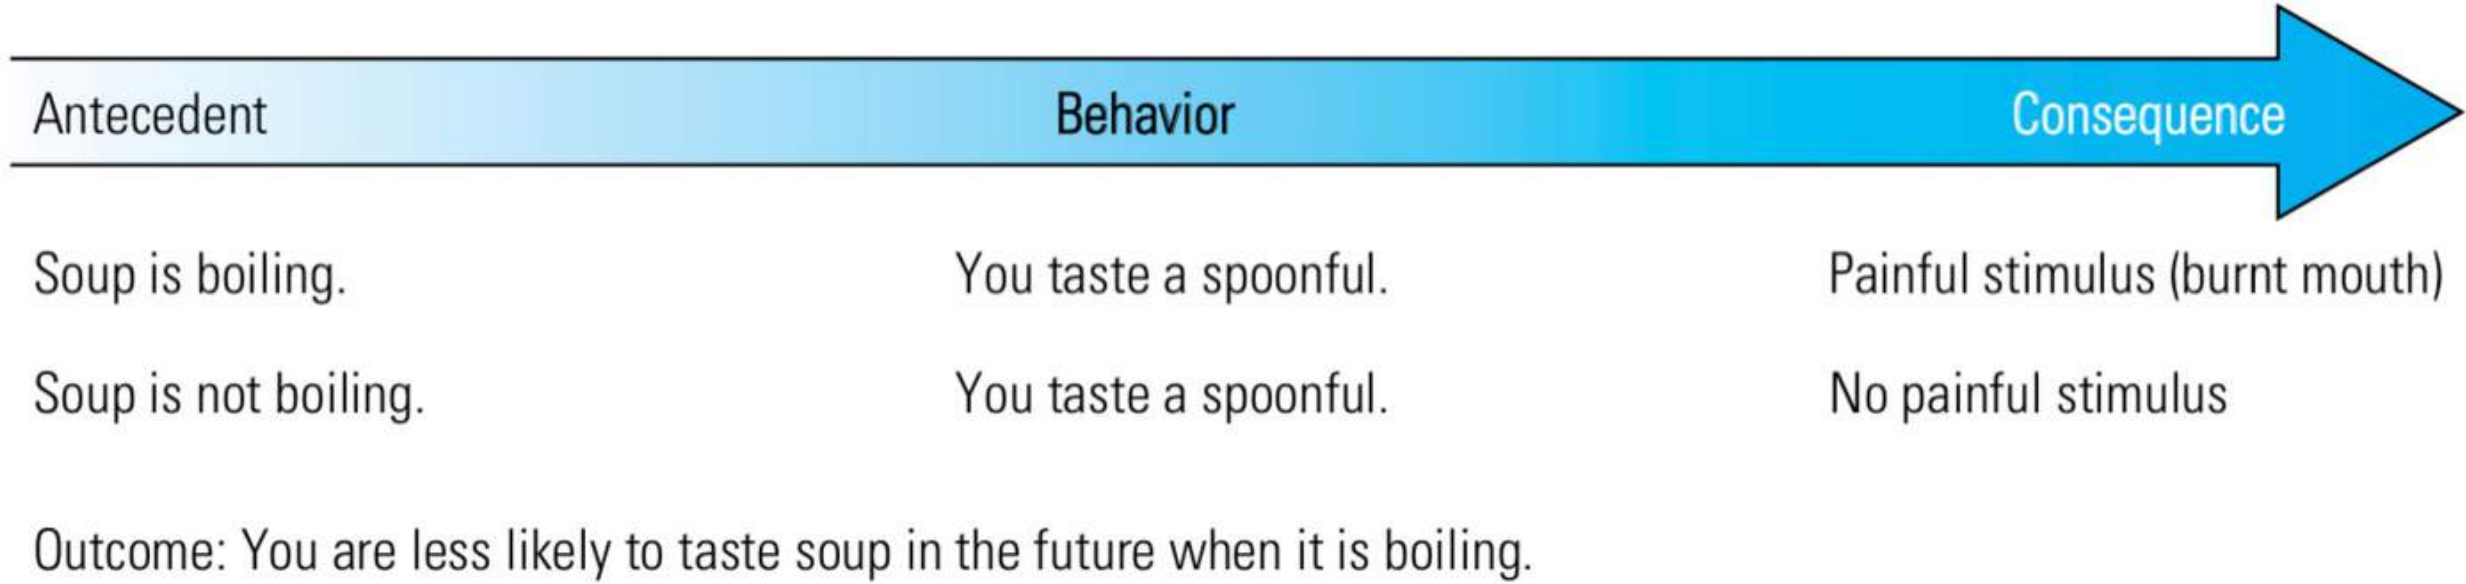 Antecedent Behavior Consequence
Soup is boiling. You taste a spoonful. Painful stimulus (burnt mouth)
Soup is not boiling. You taste a spoonful. No painful stimulus
Outcome: You are less likely to taste soup in the future when it is boiling.